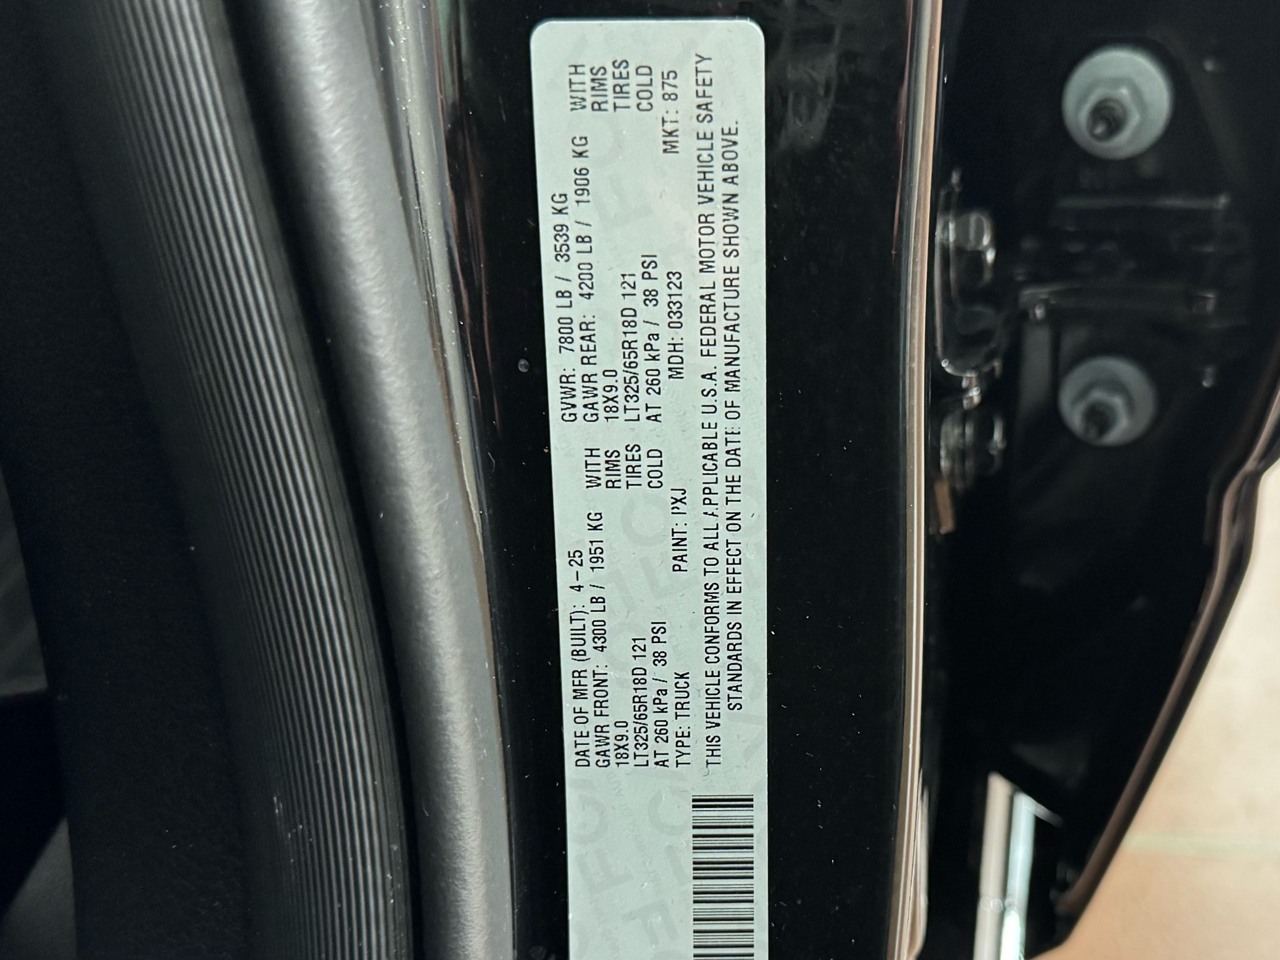 DATE OF MFR (BUILT): 4-25 GVWR: 7800 LB / 3539 KG
GAWR FRONT: 4300 LB / 1951 KG WITH GAWR REAR: 4200 LB / 1906 KG WITH
18X9.0 RIMS 18X9.0 RIMS
LT325/65R18D 121 TIRES LT325/65R18D 121 TIRES
AT 260 kPa / 38 PSI COLD AT 260 kPa / 38 PSI COLD
TYPE: TRUCK PAINT: PXJ MDH: 033123 MKT: 875
THIS VEHICLE CONFORMS TO ALL APPLICABLE U.S.A. FEDERAL MOTOR VEHICLE SAFETY
STANDARDS IN EFFECT ON THE DATE OF MANUFACTURE SHOWN ABOVE.